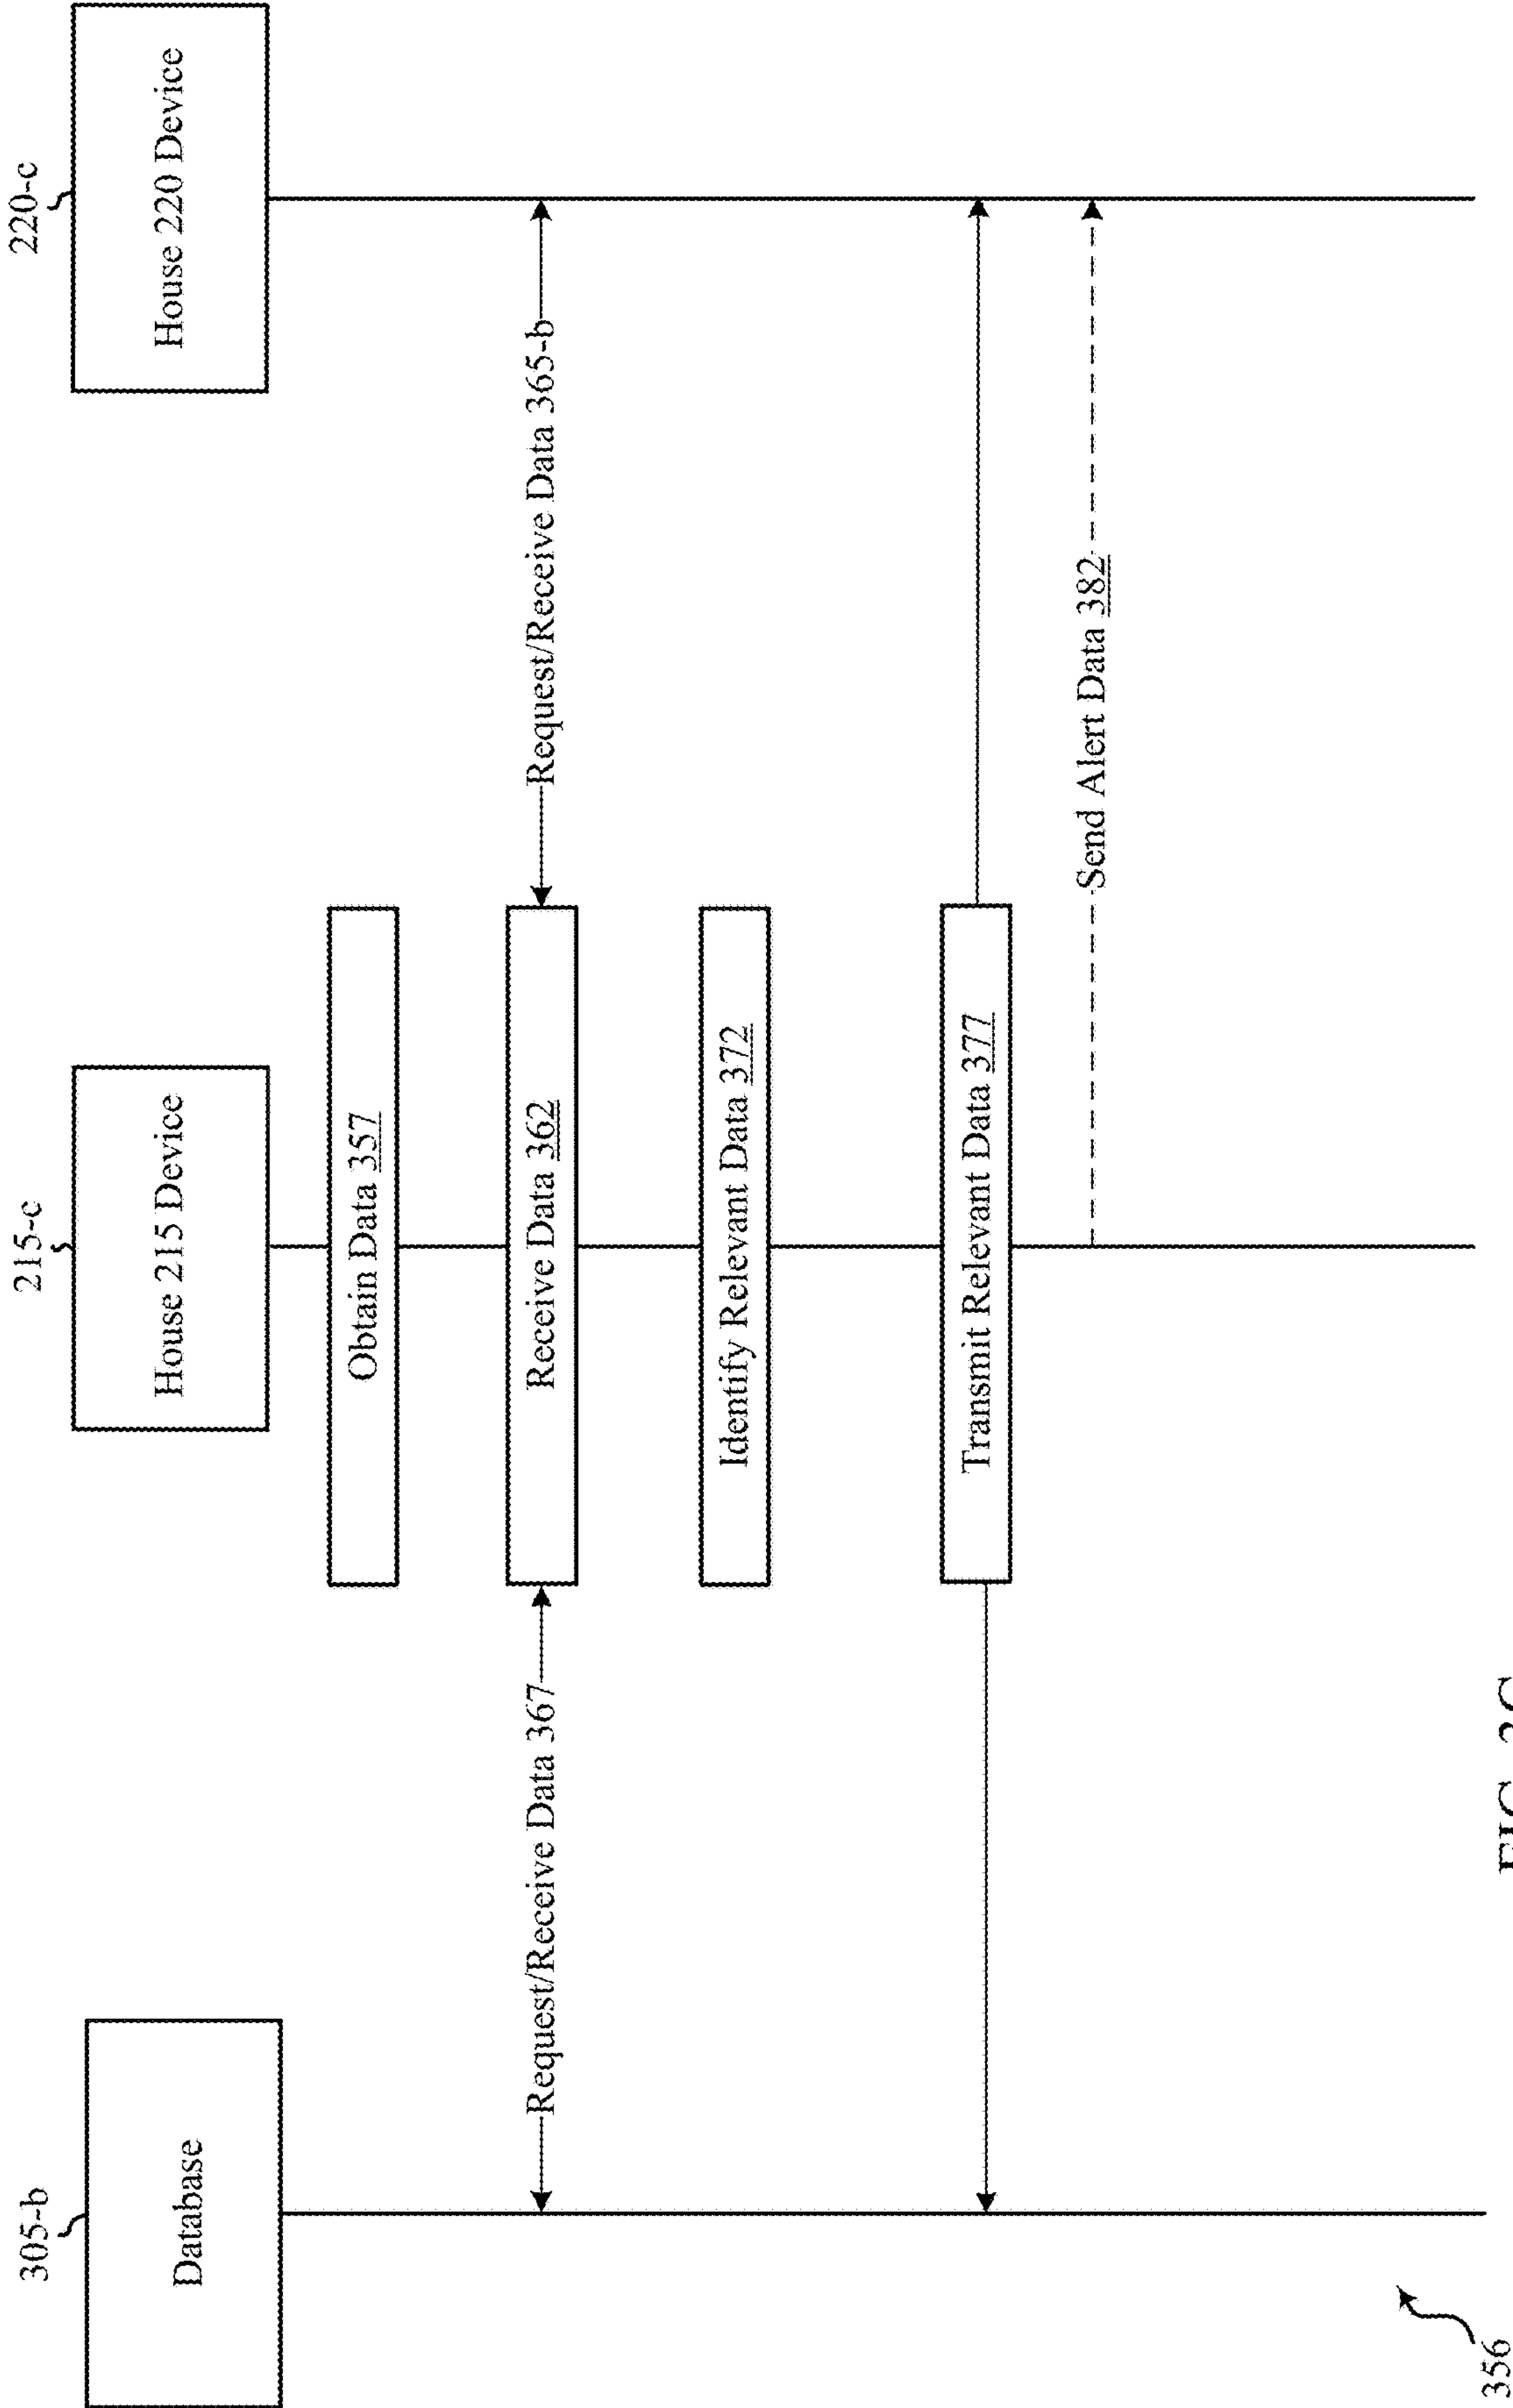 305-b
215-c
220-c
Database
House 215 Device
House 220 Device
Obtain Data 357
Request/Receive Data 367
Receive Data 362
Request/Receive Data 365-b
Identify Relevant Data 372
Transmit Relevant Data 377
Send Alert Data 382
356